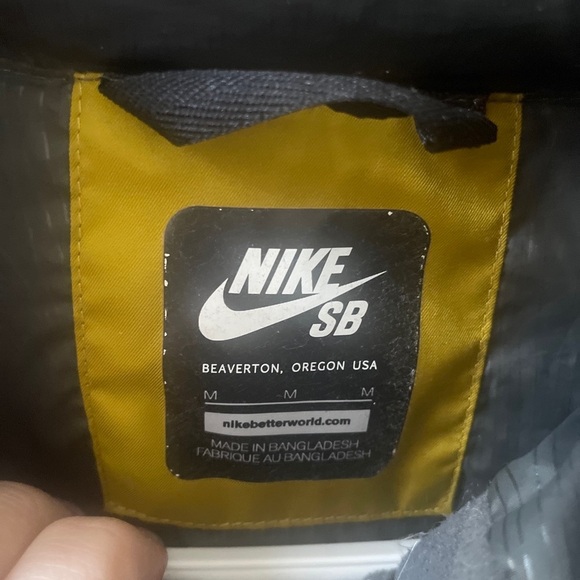 NIKE
SB
BEAVERTON, OREGON USA
M M M
nikebetterworld.com
MADE IN BANGLADESH
FABRIQUE AU BANGLADESH